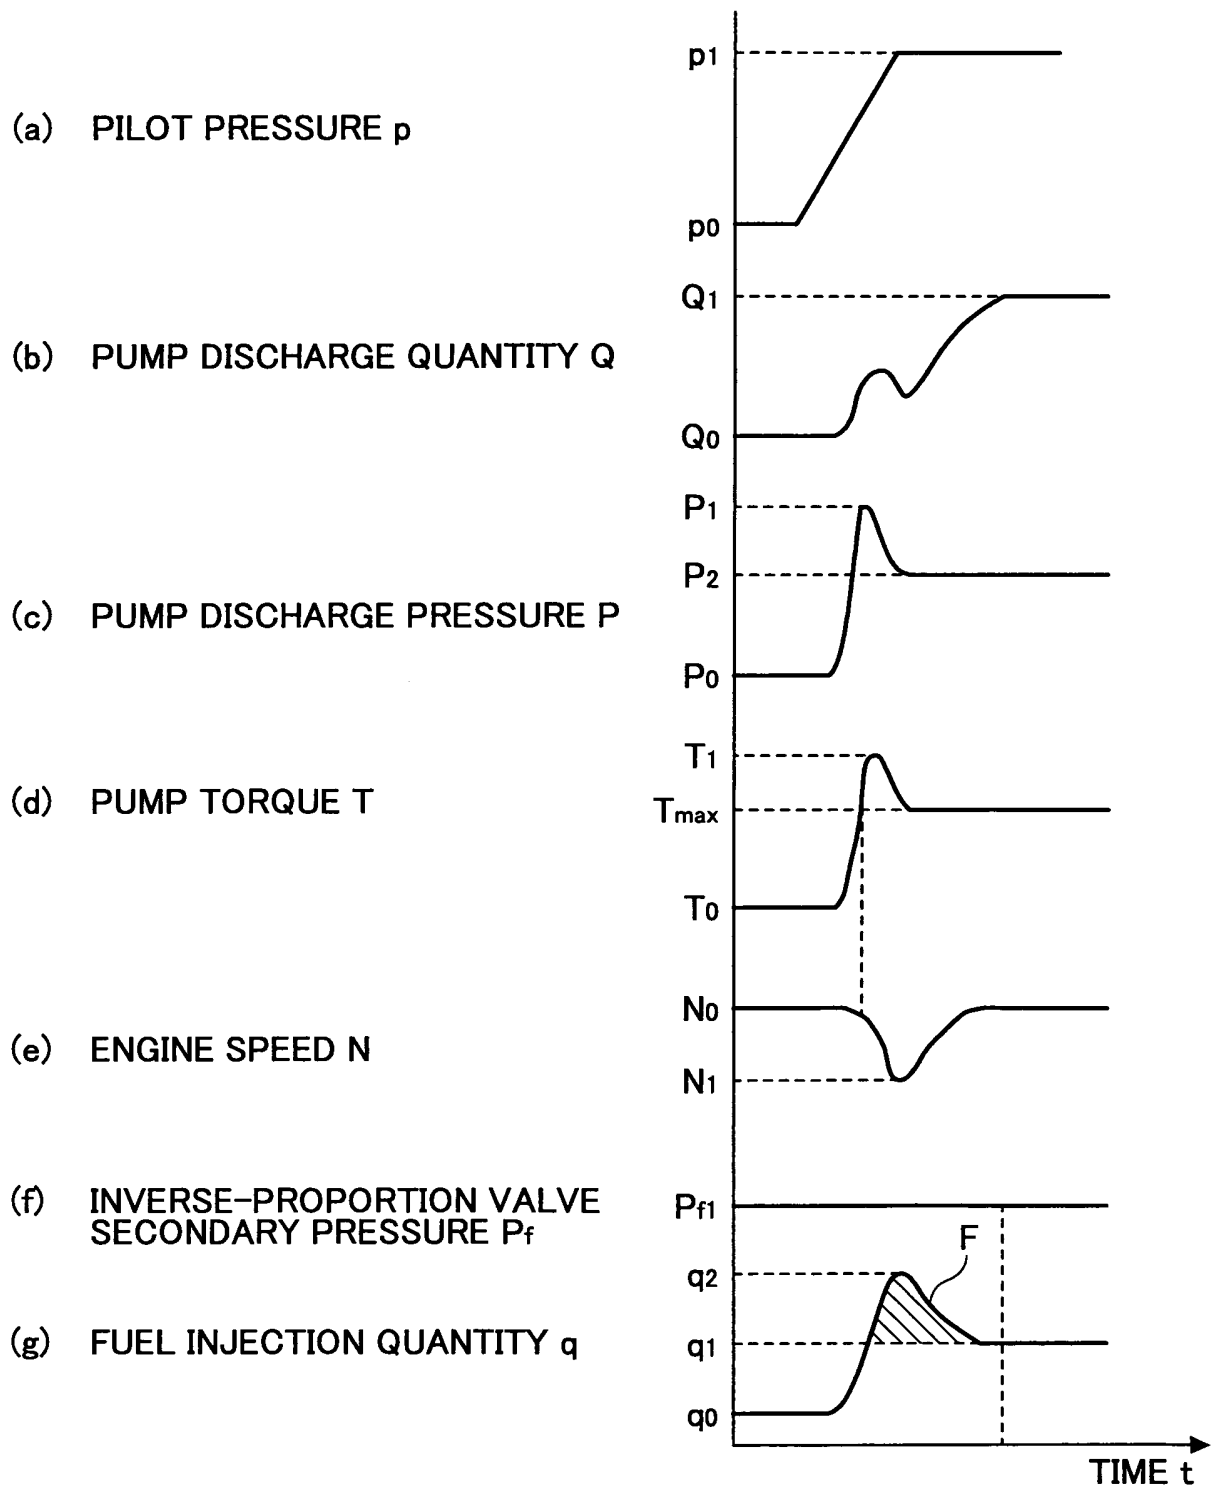 p1
(a) PILOT PRESSURE p
p0
Q1
(b) PUMP DISCHARGE QUANTITY Q
Q0
P1
P2
(c) PUMP DISCHARGE PRESSURE P
P0
T1
(d) PUMP TORQUE T
Tmax
T0
N0
(e) ENGINE SPEED N
N1
(f) INVERSE-PROPORTION VALVE
SECONDARY PRESSURE Pf
Pf1
F
q2
(g) FUEL INJECTION QUANTITY q
q1
q0
TIME t